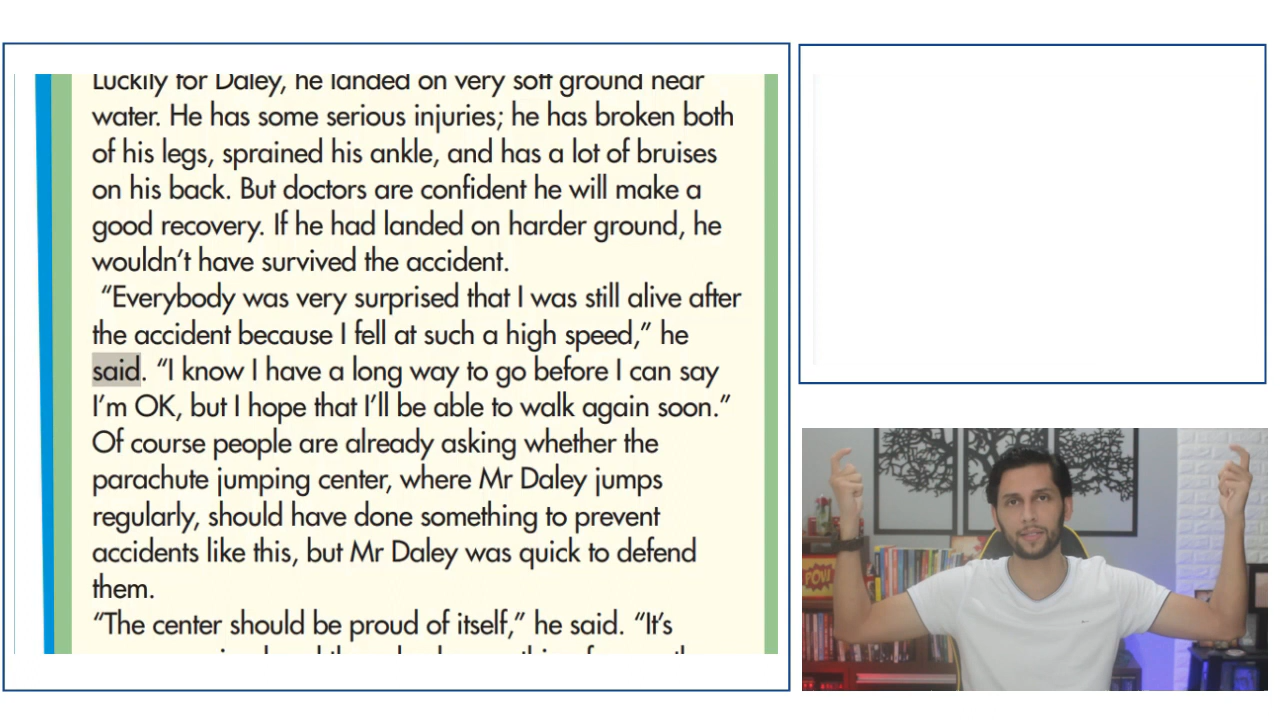 Luckily for Daley, he landed on very soft ground near
water. He has some serious injuries; he has broken both
of his legs, sprained his ankle, and has a lot of bruises
on his back. But doctors are confident he will make a
good recovery. If he had landed on harder ground, he
wouldn’t have survived the accident.
“Everybody was very surprised that I was still alive after
the accident because I fell at such a high speed,” he
said. “I know I have a long way to go before I can say
I’m OK, but I hope that I’ll be able to walk again soon.”
Of course people are already asking whether the
parachute jumping center, where Mr Daley jumps
regularly, should have done something to prevent
accidents like this, but Mr Daley was quick to defend
them.
“The center should be proud of itself,” he said. “It’s
POW!